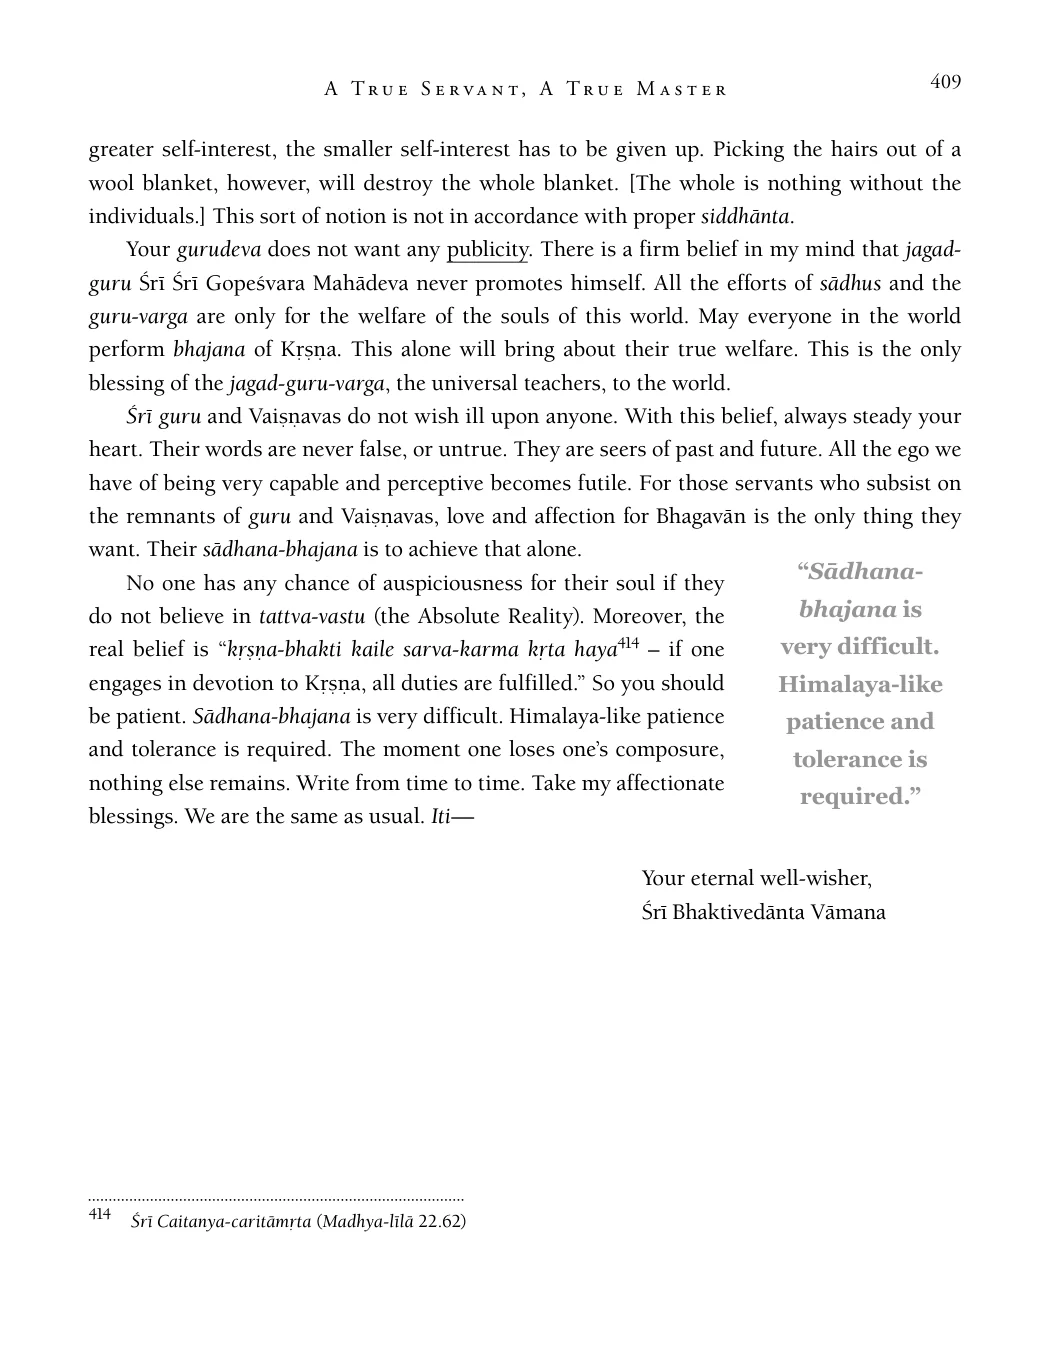 A True Servant, A True Master
409
greater self-interest, the smaller self-interest has to be given up. Picking the hairs out of a
wool blanket, however, will destroy the whole blanket. [The whole is nothing without the
individuals.] This sort of notion is not in accordance with proper siddhānta.
Your gurudeva does not want any publicity. There is a firm belief in my mind that jagad-
guru Śrī Śrī Gopeśvara Mahādeva never promotes himself. All the efforts of sādhus and the
guru-varga are only for the welfare of the souls of this world. May everyone in the world
perform bhajana of Kṛṣṇa. This alone will bring about their true welfare. This is the only
blessing of the jagad-guru-varga, the universal teachers, to the world.
Śrī guru and Vaiṣṇavas do not wish ill upon anyone. With this belief, always steady your
heart. Their words are never false, or untrue. They are seers of past and future. All the ego we
have of being very capable and perceptive becomes futile. For those servants who subsist on
the remnants of guru and Vaiṣṇavas, love and affection for Bhagavān is the only thing they
want. Their sādhana-bhajana is to achieve that alone.
No one has any chance of auspiciousness for their soul if they
do not believe in tattva-vastu (the Absolute Reality). Moreover, the
real belief is “kṛṣṇa-bhakti kaile sarva-karma kṛta haya414 – if one
engages in devotion to Kṛṣṇa, all duties are fulfilled.” So you should
be patient. Sādhana-bhajana is very difficult. Himalaya-like patience
and tolerance is required. The moment one loses one’s composure,
nothing else remains. Write from time to time. Take my affectionate
blessings. We are the same as usual. Iti—
“Sādhana-
bhajana is
very difficult.
Himalaya-like
patience and
tolerance is
required.”
Your eternal well-wisher,
Śrī Bhaktivedānta Vāmana
414 Śrī Caitanya-caritāmṛta (Madhya-līlā 22.62)